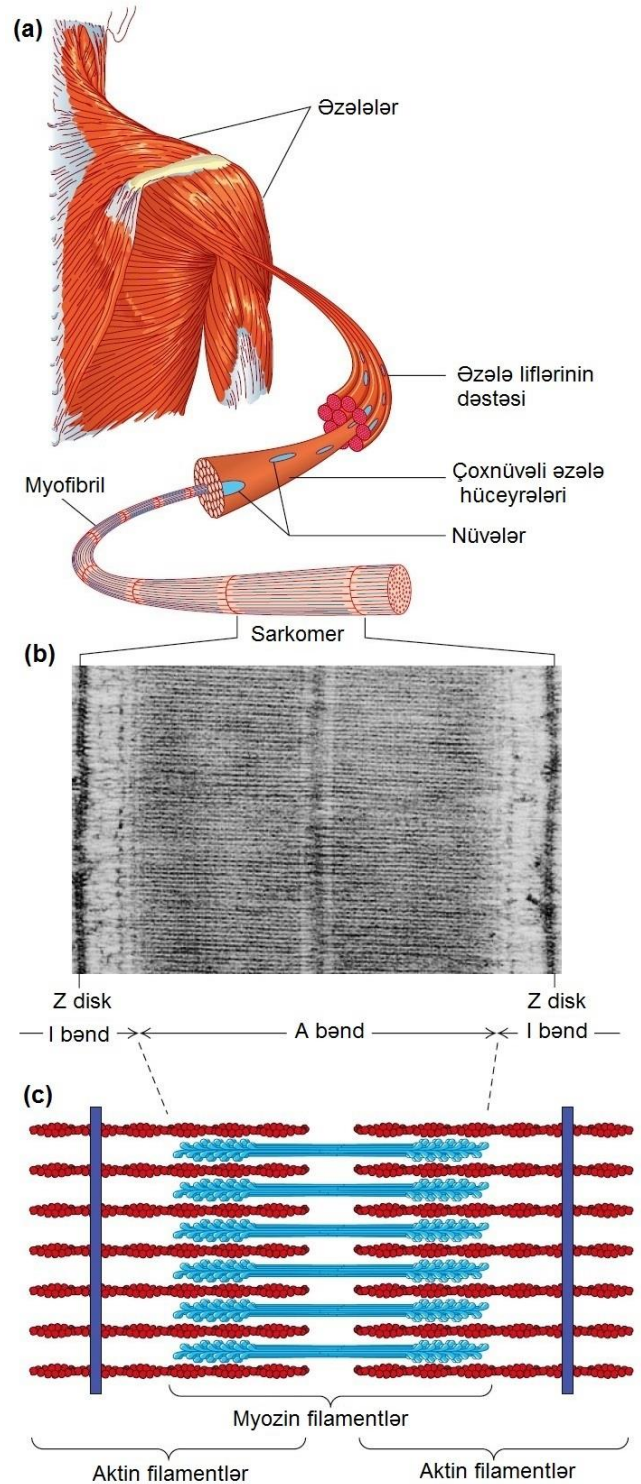 (a)
Əzələlər
Əzələ liflərinin
dəstəsi
Çoxnüvəli əzələ
hüceyrələri
Myofibril
Nüvələr
Sarkomer
(b)
Z disk
Z disk
I bənd
A bənd
I bənd
(c)
Myozin filamentlər
Aktin filamentlər
Aktin filamentlər